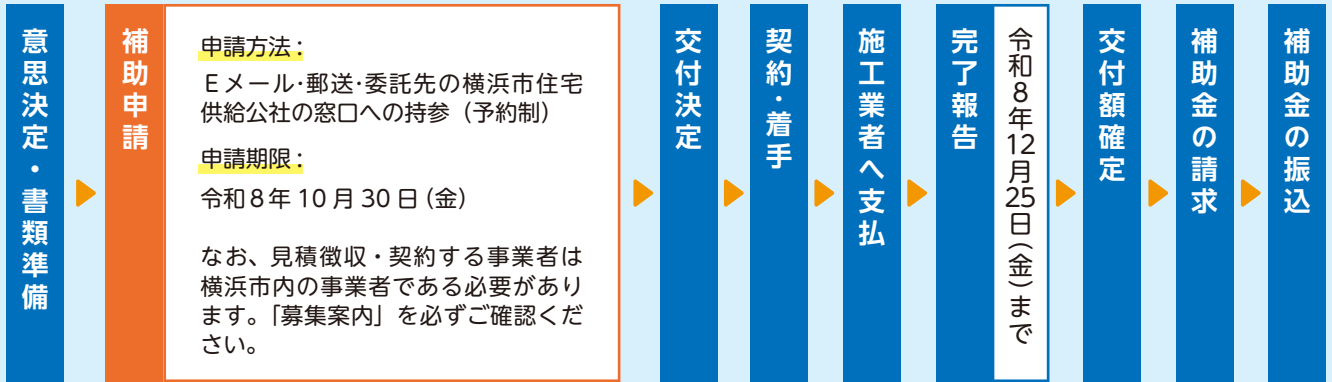 意思決定・書類準備
補助申請
申請方法：
Ｅメール・郵送・委託先の横浜市住宅
供給公社の窓口への持参（予約制）
申請期限：
令和８年 10 月 30 日（金）
なお、見積徴収・契約する事業者は
横浜市内の事業者である必要があり
ます。「募集案内」を必ずご確認くだ
さい。
交付決定
契約・着手
施工業者へ支払
完了報告
令和８年12月25日（金）まで
交付額確定
補助金の請求
補助金の振込